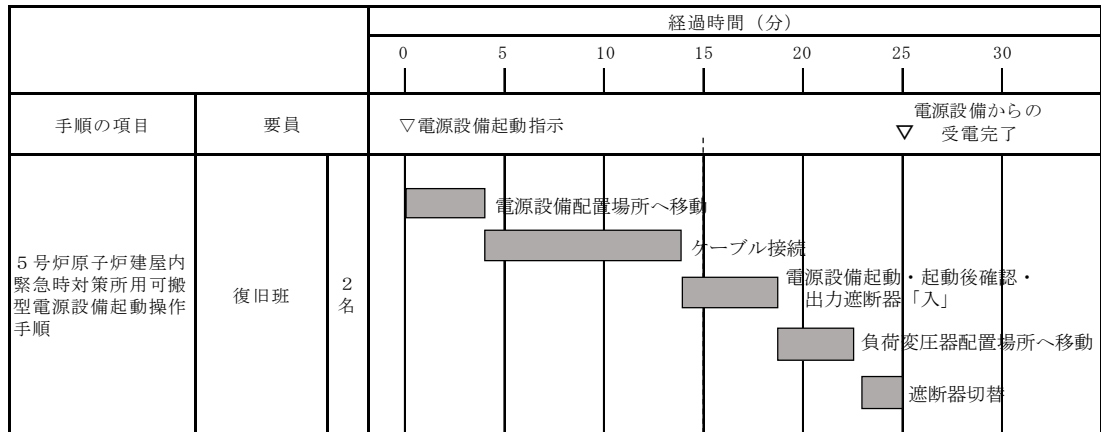 経過時間（分）
0 5 10 15 20 25 30
手順の項目
要員
▽電源設備起動指示
電源設備からの
▽ 受電完了
５号炉原子炉建屋内
緊急時対策所用可搬
型電源設備起動操作
手順
復旧班
２
名
電源設備配置場所へ移動
ケーブル接続
電源設備起動・起動後確認・
出力遮断器「入」
負荷変圧器配置場所へ移動
遮断器切替